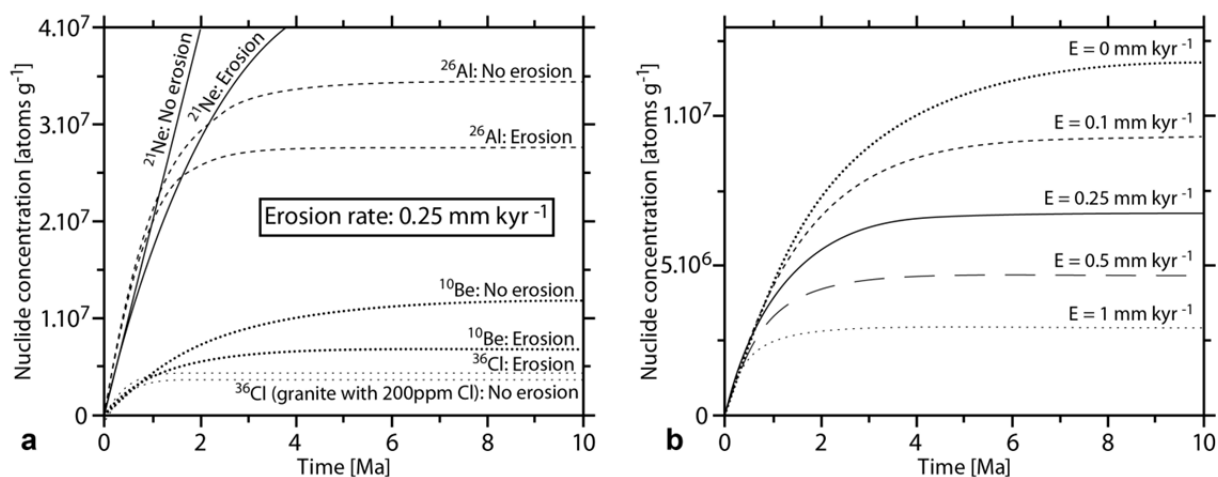 4.10⁷
3.10⁷
2.10⁷
1.10⁷
0
Nuclide concentration [atoms g⁻¹]
²¹Ne: No erosion
²¹Ne: Erosion
²⁶Al: No erosion
²⁶Al: Erosion
Erosion rate: 0.25 mm kyr⁻¹
¹⁰Be: No erosion
¹⁰Be: Erosion
³⁶Cl: Erosion
³⁶Cl (granite with 200ppm Cl): No erosion
0 2 4 6 8 10
a
Time [Ma]
1.10⁷
5.10⁶
0
Nuclide concentration [atoms g⁻¹]
E = 0 mm kyr⁻¹
E = 0.1 mm kyr⁻¹
E = 0.25 mm kyr⁻¹
E = 0.5 mm kyr⁻¹
E = 1 mm kyr⁻¹
0 2 4 6 8 10
b
Time [Ma]